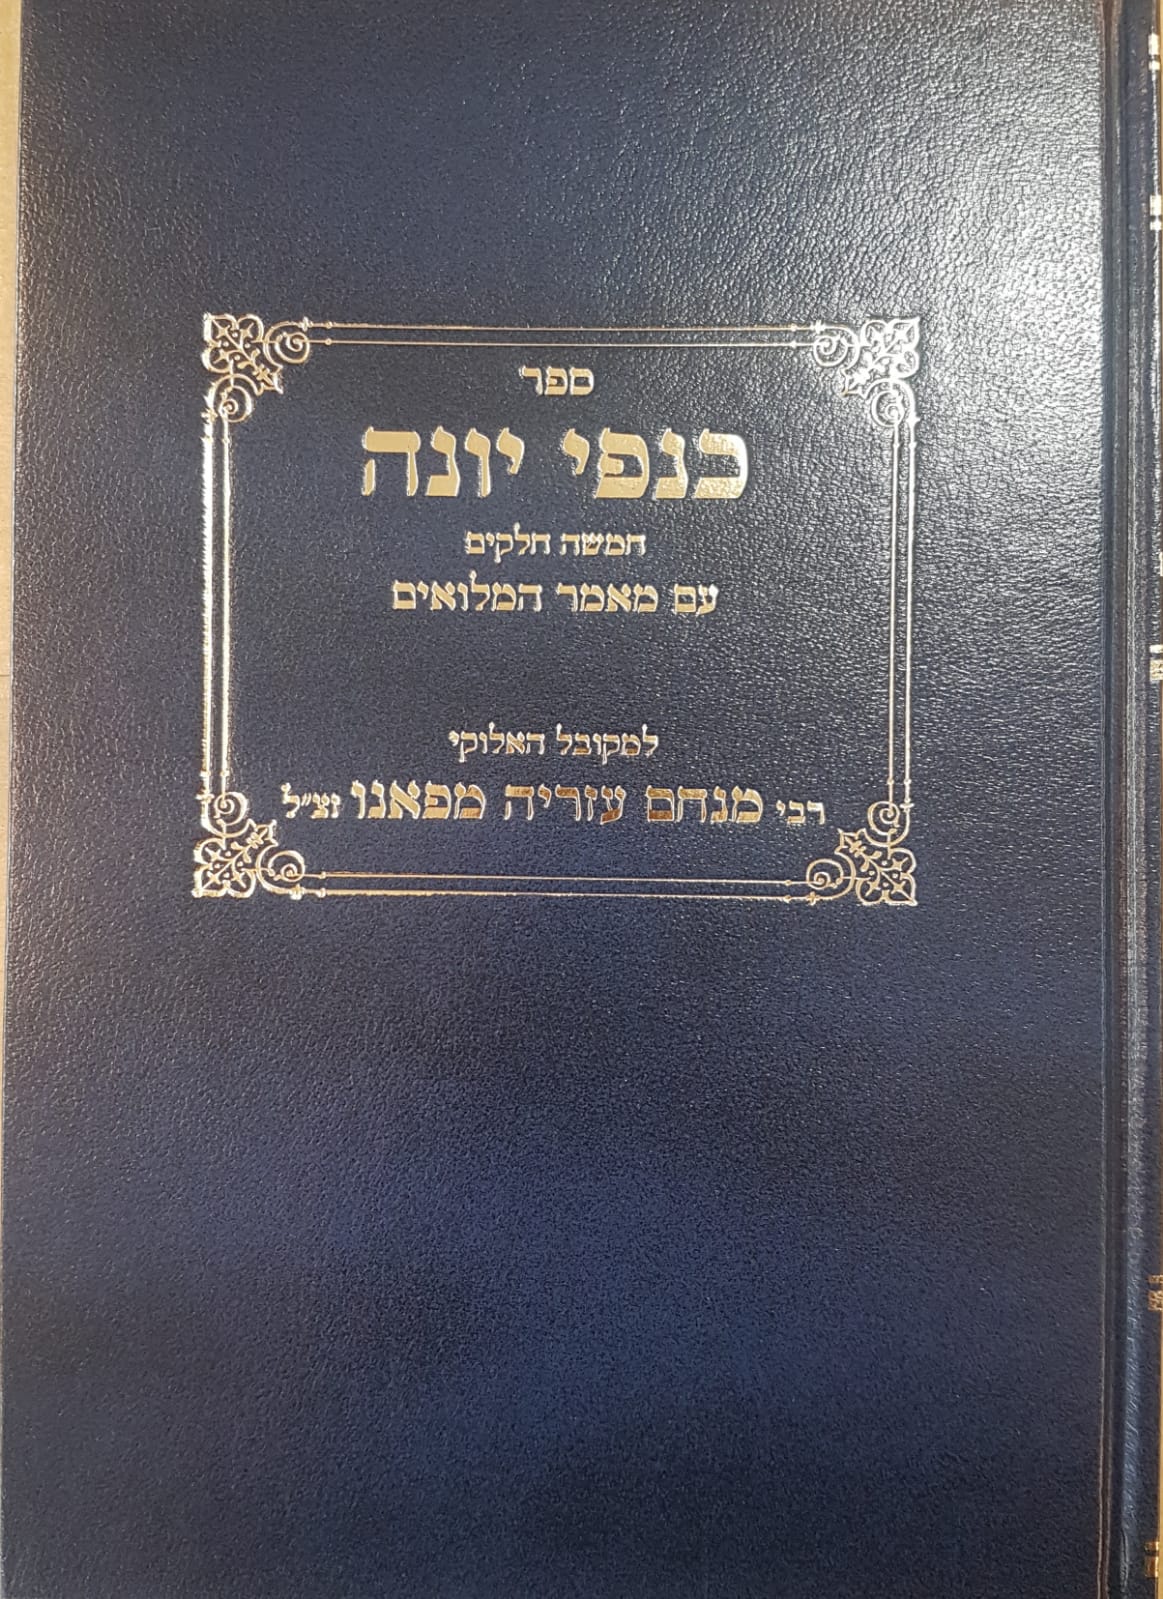 ספר
כנפי יונה
חמשה חלקים
עם מאמר המלואים
למקובל האלוקי
רבי מנחם עזריה מפאנו זצ"ל